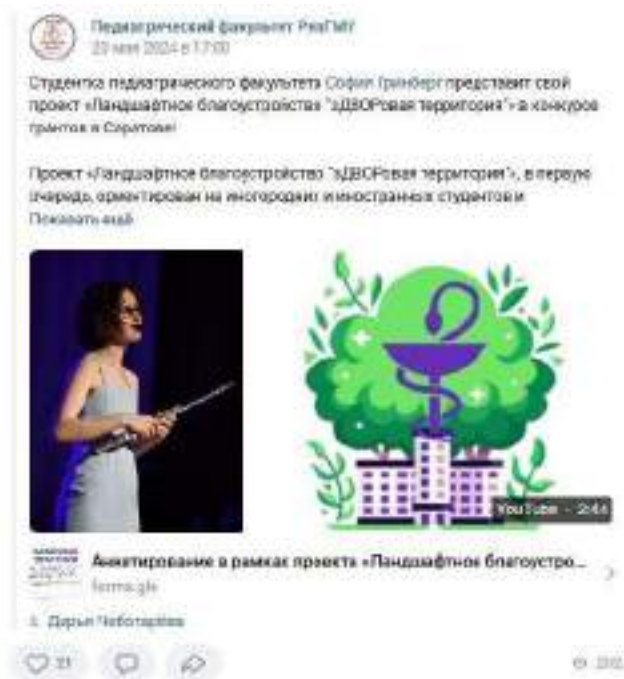 Педиатрический факультет РязГМУ
23 мая 2024 в 17:00
Студентка педиатрического факультета София Гринберг представит свой
проект «Ландшафтное благоустройство "зДВОРовая территория"» в конкурсе
грантов в Саратове!
Проект «Ландшафтное благоустройство "зДВОРовая территория"», в первую
очередь, ориентирован на иногородних и иностранных студентов и
Показать ещё
YouTube - 2:44
Анкетирование в рамках проекта «Ландшафтное благоустро...
forms.gle
Дарья Чеботарёва
21